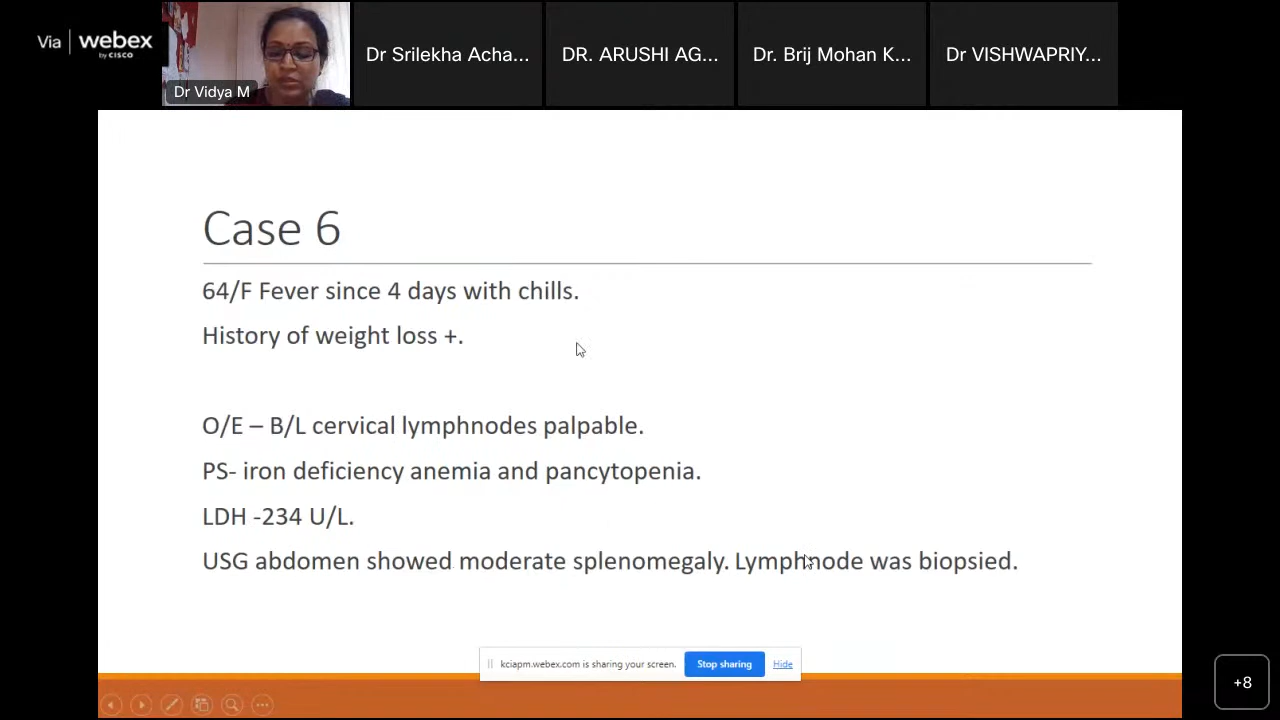 Via webex
by CISCO
Dr Vidya M
Dr Srilekha Acha...
DR. ARUSHI AG...
Dr. Brij Mohan K...
Dr VISHWAPRIY...
Case 6
64/F Fever since 4 days with chills.
History of weight loss +.
O/E – B/L cervical lymphnodes palpable.
PS- iron deficiency anemia and pancytopenia.
LDH -234 U/L.
USG abdomen showed moderate splenomegaly. Lymphnode was biopsied.
kciapm.webex.com is sharing your screen. Stop sharing Hide
+8